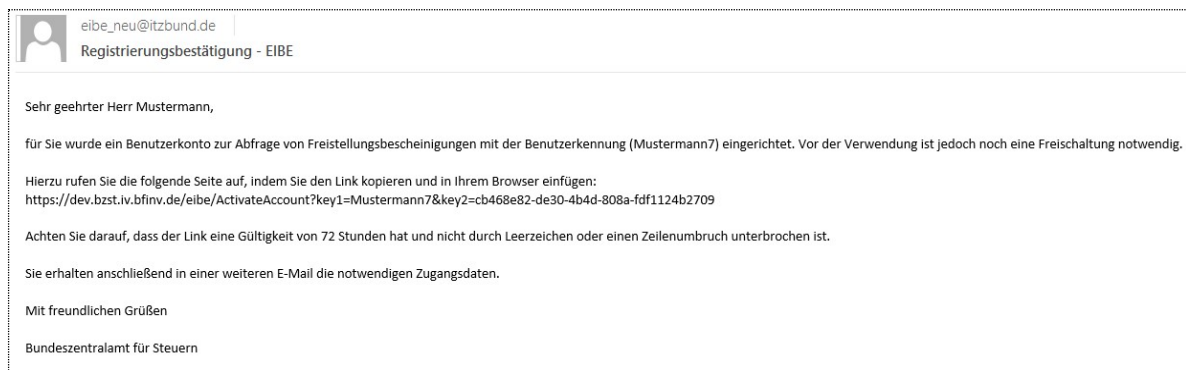 eibe_neu@itzbund.de
Registrierungsbestätigung - EIBE
Sehr geehrter Herr Mustermann,
für Sie wurde ein Benutzerkonto zur Abfrage von Freistellungsbescheinigungen mit der Benutzerkennung (Mustermann7) eingerichtet. Vor der Verwendung ist jedoch noch eine Freischaltung notwendig.
Hierzu rufen Sie die folgende Seite auf, indem Sie den Link kopieren und in Ihrem Browser einfügen:
https://dev.bzst.iv.bfinv.de/eibe/ActivateAccount?key1=Mustermann7&key2=cb468e82-de30-4b4d-808a-fdf1124b2709
Achten Sie darauf, dass der Link eine Gültigkeit von 72 Stunden hat und nicht durch Leerzeichen oder einen Zeilenumbruch unterbrochen ist.
Sie erhalten anschließend in einer weiteren E-Mail die notwendigen Zugangsdaten.
Mit freundlichen Grüßen
Bundeszentralamt für Steuern